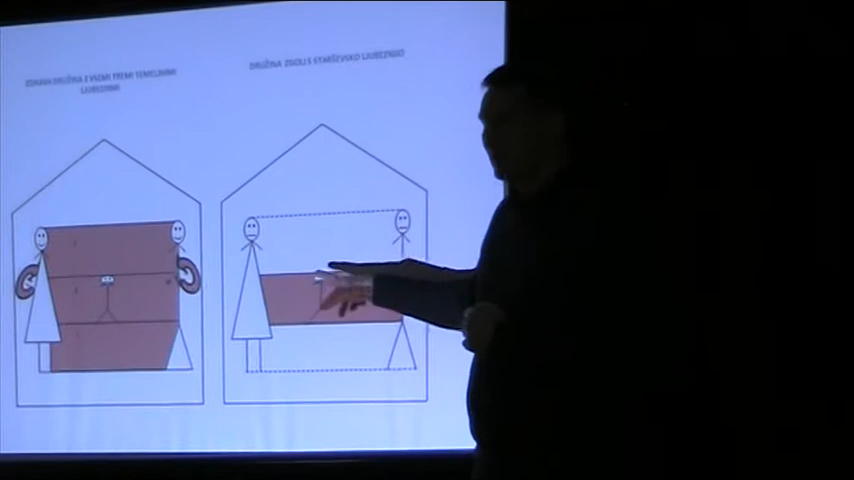 ZDRAVA DRUŽINA Z VSEMI TREMI TEMELJNIMI
LJUBEZNIMI
DRUŽINA ZGOLJ S STARŠEVSKO LJUBEZNIJO